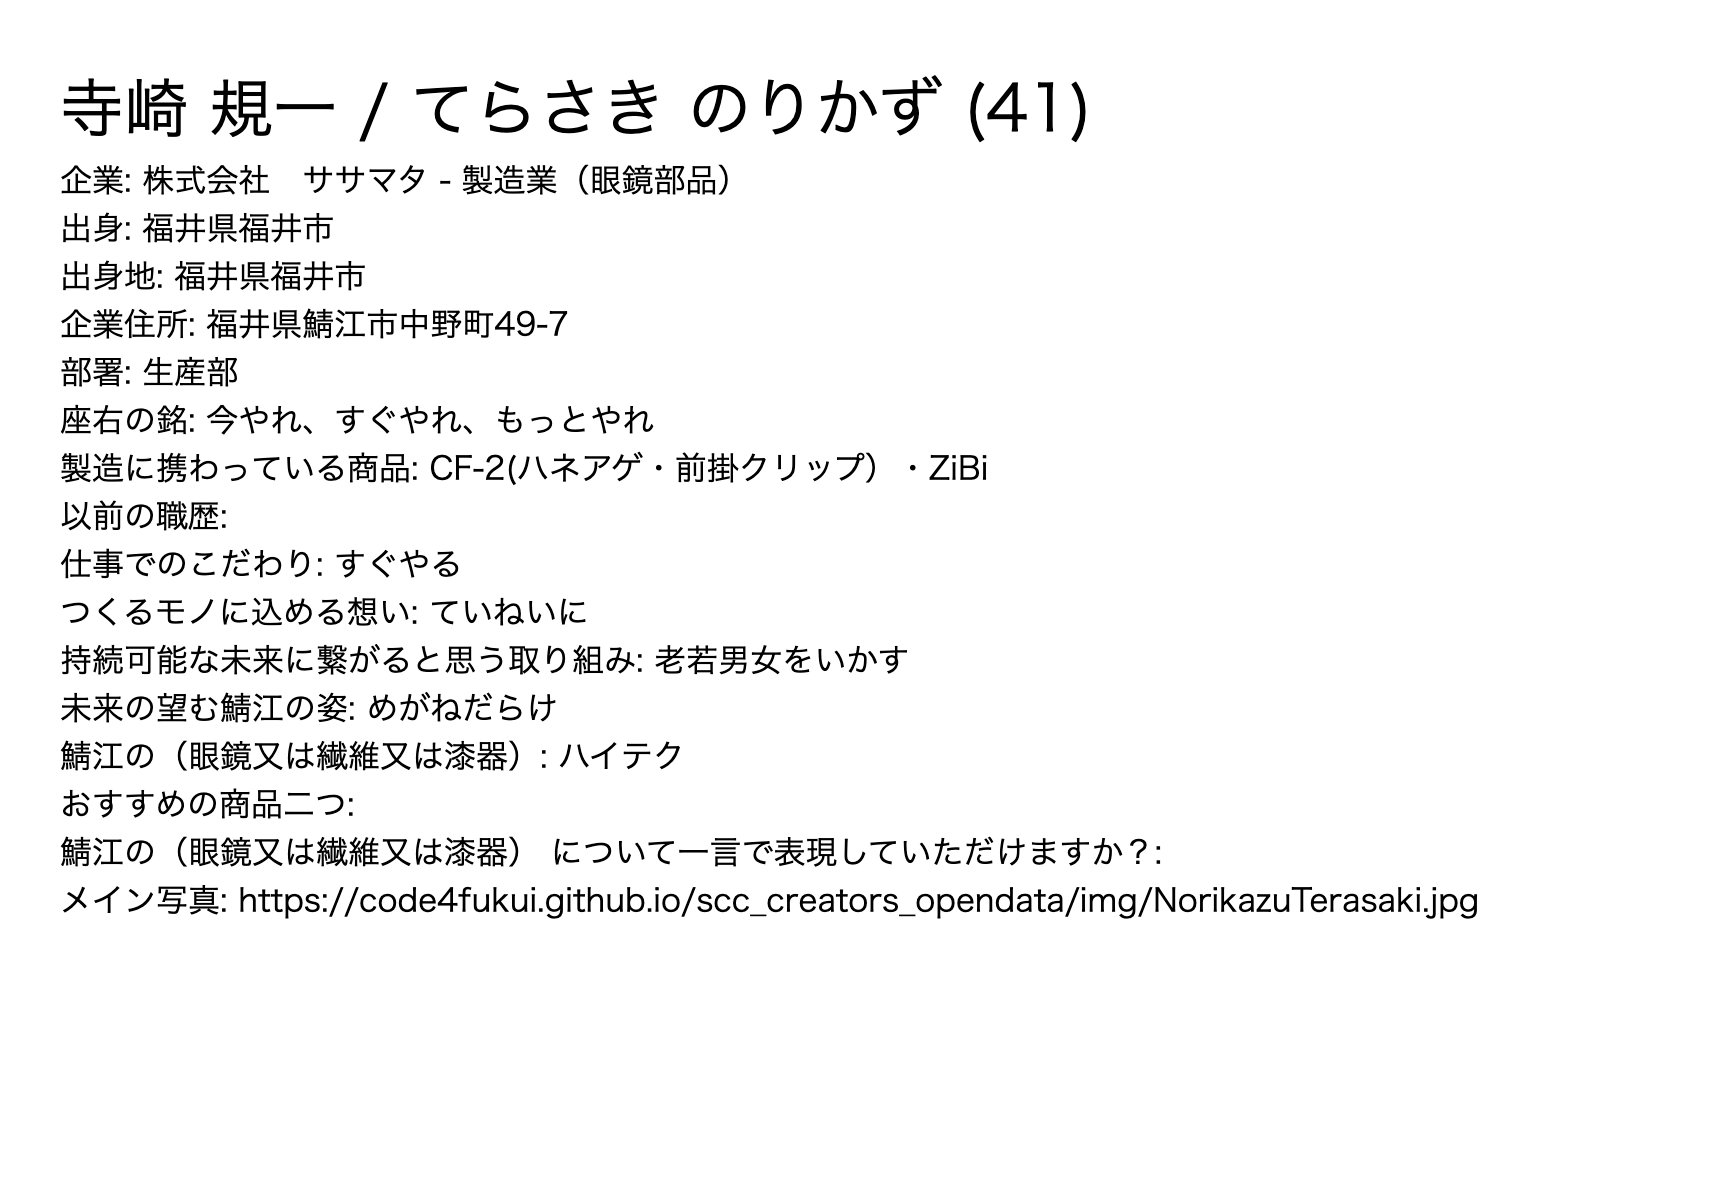 寺崎 規一 / てらさき のりかず (41)
企業: 株式会社　ササマタ - 製造業（眼鏡部品）
出身: 福井県福井市
出身地: 福井県福井市
企業住所: 福井県鯖江市中野町49-7
部署: 生産部
座右の銘: 今やれ、すぐやれ、もっとやれ
製造に携わっている商品: CF-2(ハネアゲ・前掛クリップ）・ZiBi
以前の職歴:
仕事でのこだわり: すぐやる
つくるモノに込める想い: ていねいに
持続可能な未来に繋がると思う取り組み: 老若男女をいかす
未来の望む鯖江の姿: めがねだらけ
鯖江の（眼鏡又は繊維又は漆器）: ハイテク
おすすめの商品二つ:
鯖江の（眼鏡又は繊維又は漆器） について一言で表現していただけますか？:
メイン写真: https://code4fukui.github.io/scc_creators_opendata/img/NorikazuTerasaki.jpg